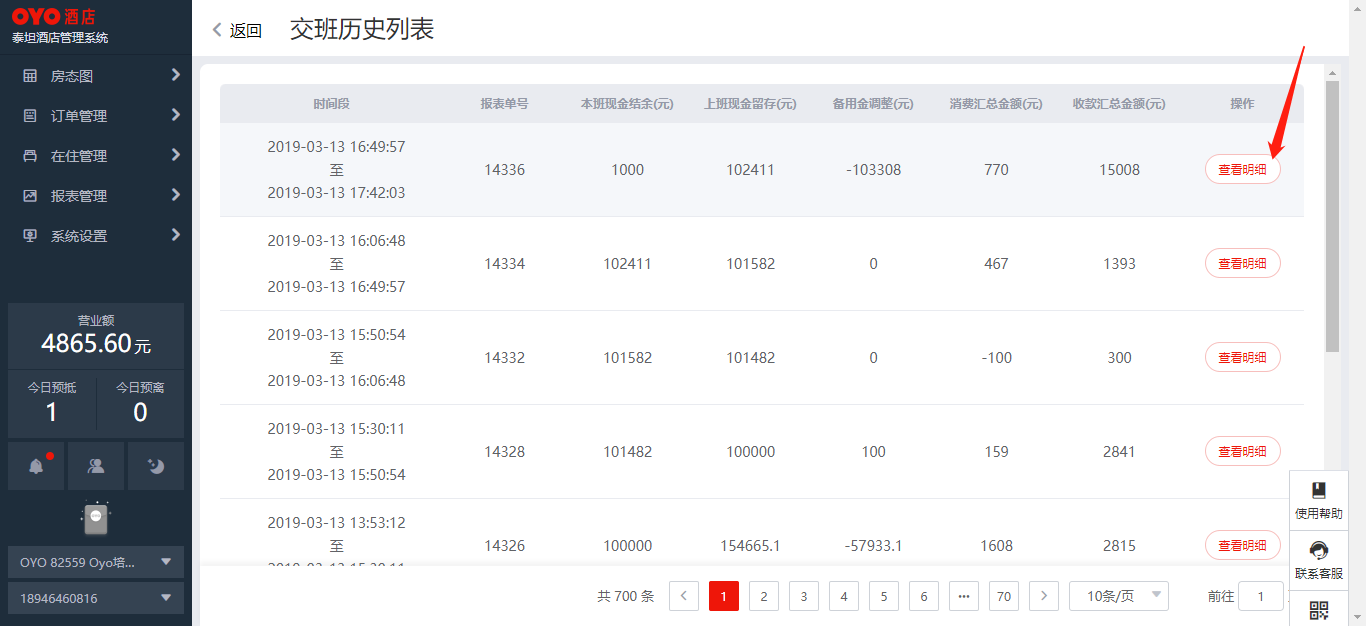 OYO 酒店
泰坦酒店管理系统
房态图
订单管理
在住管理
报表管理
系统设置
营业额
4865.60元
今日预抵 今日预离
1 0
OYO 82559 Oyo培...
18946460816
返回 交班历史列表
时间段 报表单号 本班现金结余(元) 上班现金留存(元) 备用金调整(元) 消费汇总金额(元) 收款汇总金额(元) 操作
2019-03-13 16:49:57
至
2019-03-13 17:42:03
14336 1000 102411 -103308 770 15008 查看明细
2019-03-13 16:06:48
至
2019-03-13 16:49:57
14334 102411 101582 0 467 1393 查看明细
2019-03-13 15:50:54
至
2019-03-13 16:06:48
14332 101582 101482 0 -100 300 查看明细
2019-03-13 15:30:11
至
2019-03-13 15:50:54
14328 101482 100000 100 159 2841 查看明细
2019-03-13 13:53:12
至
14326 100000 154665.1 -57933.1 1608 2815 查看明细
共 700 条 1 2 3 4 5 6 ••• 70 10条/页 前往 1
使用帮助
联系客服